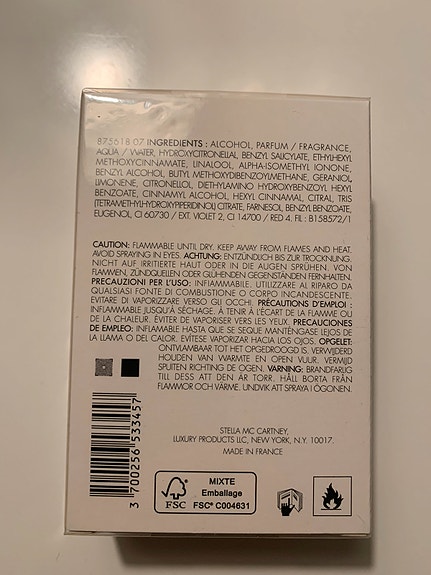 875618 07 INGREDIENTS : ALCOHOL, PARFUM / FRAGRANCE,
AQUA / WATER, HYDROXYCITRONELLAL, BENZYL SALICYLATE, ETHYLHEXYL
METHOXYCINNAMATE, LINALOOL, ALPHA-ISOMETHYL IONONE,
BENZYL ALCOHOL, BUTYL METHOXYDIBENZOYLMETHANE, GERANIOL,
LIMONENE, CITRONELLOL, DIETHYLAMINO HYDROXYBENZOYL HEXYL
BENZOATE, CINNAMYL ALCOHOL, HEXYL CINNAMAL, CITRAL, TRIS
(TETRAMETHYLHYDROXYPIPERIDINOL) CITRATE, FARNESOL, BENZYL BENZOATE,
EUGENOL, CI 60730 / EXT. VIOLET 2, CI 14700 / RED 4. FIL : B158572/1
CAUTION: FLAMMABLE UNTIL DRY. KEEP AWAY FROM FLAMES AND HEAT.
AVOID SPRAYING IN EYES. ACHTUNG: ENTZÜNDLICH BIS ZUR TROCKNUNG.
NICHT AUF IRRITIERTE HAUT ODER IN DIE AUGEN SPRÜHEN. VON
FLAMMEN, ZÜNDQUELLEN ODER GLÜHENDEN GEGENSTÄNDEN FERNHALTEN.
PRECAUZIONI PER L'USO: INFIAMMABILE. UTILIZZARE AL RIPARO DA
QUALSIASI FONTE DI COMBUSTIONE O CORPO INCANDESCENTE.
EVITARE DI VAPORIZZARE VERSO GLI OCCHI. PRÉCAUTIONS D'EMPLOI :
INFLAMMABLE JUSQU'À SÉCHAGE. À TENIR À L'ÉCART DE LA FLAMME OU
DE LA CHALEUR. ÉVITER DE VAPORISER VERS LES YEUX. PRECAUCIONES
DE EMPLEO: INFLAMABLE HASTA QUE SE SEQUE MANTÉNGASE LEJOS DE
LA LLAMA O DEL CALOR. EVÍTESE VAPORIZAR HACIA LOS OJOS. OPGELET:
ONTVLAMBAAR TOT HET OPGEDROOGD IS. VERWIJDERD
HOUDEN VAN WARMTE EN OPEN VUUR. VERMIJD
SPUITEN RICHTING DE OGEN. VARNING: BRANDFARLIG
TILL DESS ATT DEN ÄR TORR. HÅLL BORTA FRÅN
FLAMMOR OCH VÄRME. UNDVIK ATT SPRAYA I ÖGONEN.
STELLA MC CARTNEY,
LUXURY PRODUCTS LLC, NEW YORK, N.Y. 10017.
MADE IN FRANCE
3 700256 533457
FSC
MIXTE
Emballage
FSC® C004631